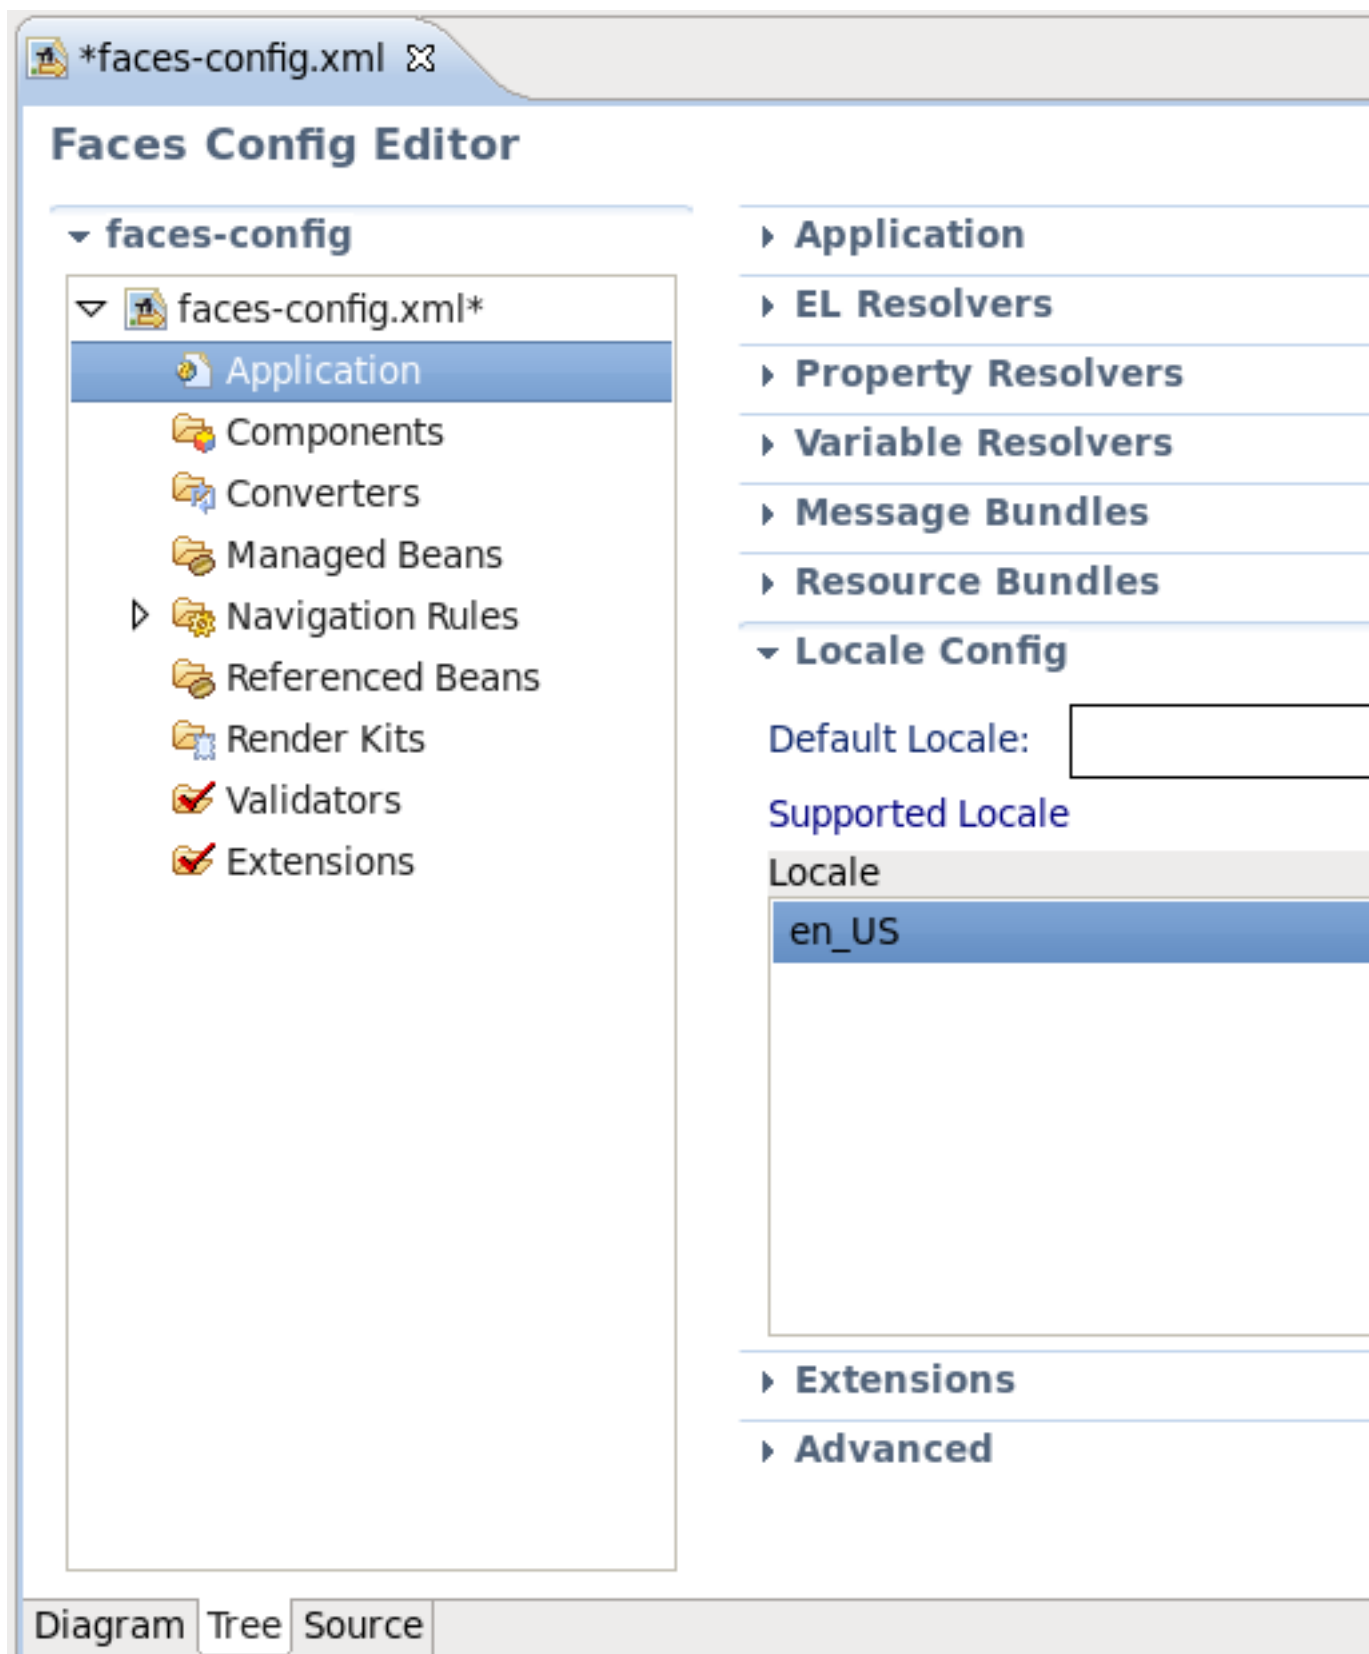 *faces-config.xml
Faces Config Editor
faces-config
faces-config.xml*
Application
Components
Converters
Managed Beans
Navigation Rules
Referenced Beans
Render Kits
Validators
Extensions
Application
EL Resolvers
Property Resolvers
Variable Resolvers
Message Bundles
Resource Bundles
Locale Config
Default Locale:
Supported Locale
Locale
en_US
Extensions
Advanced
Diagram Tree Source